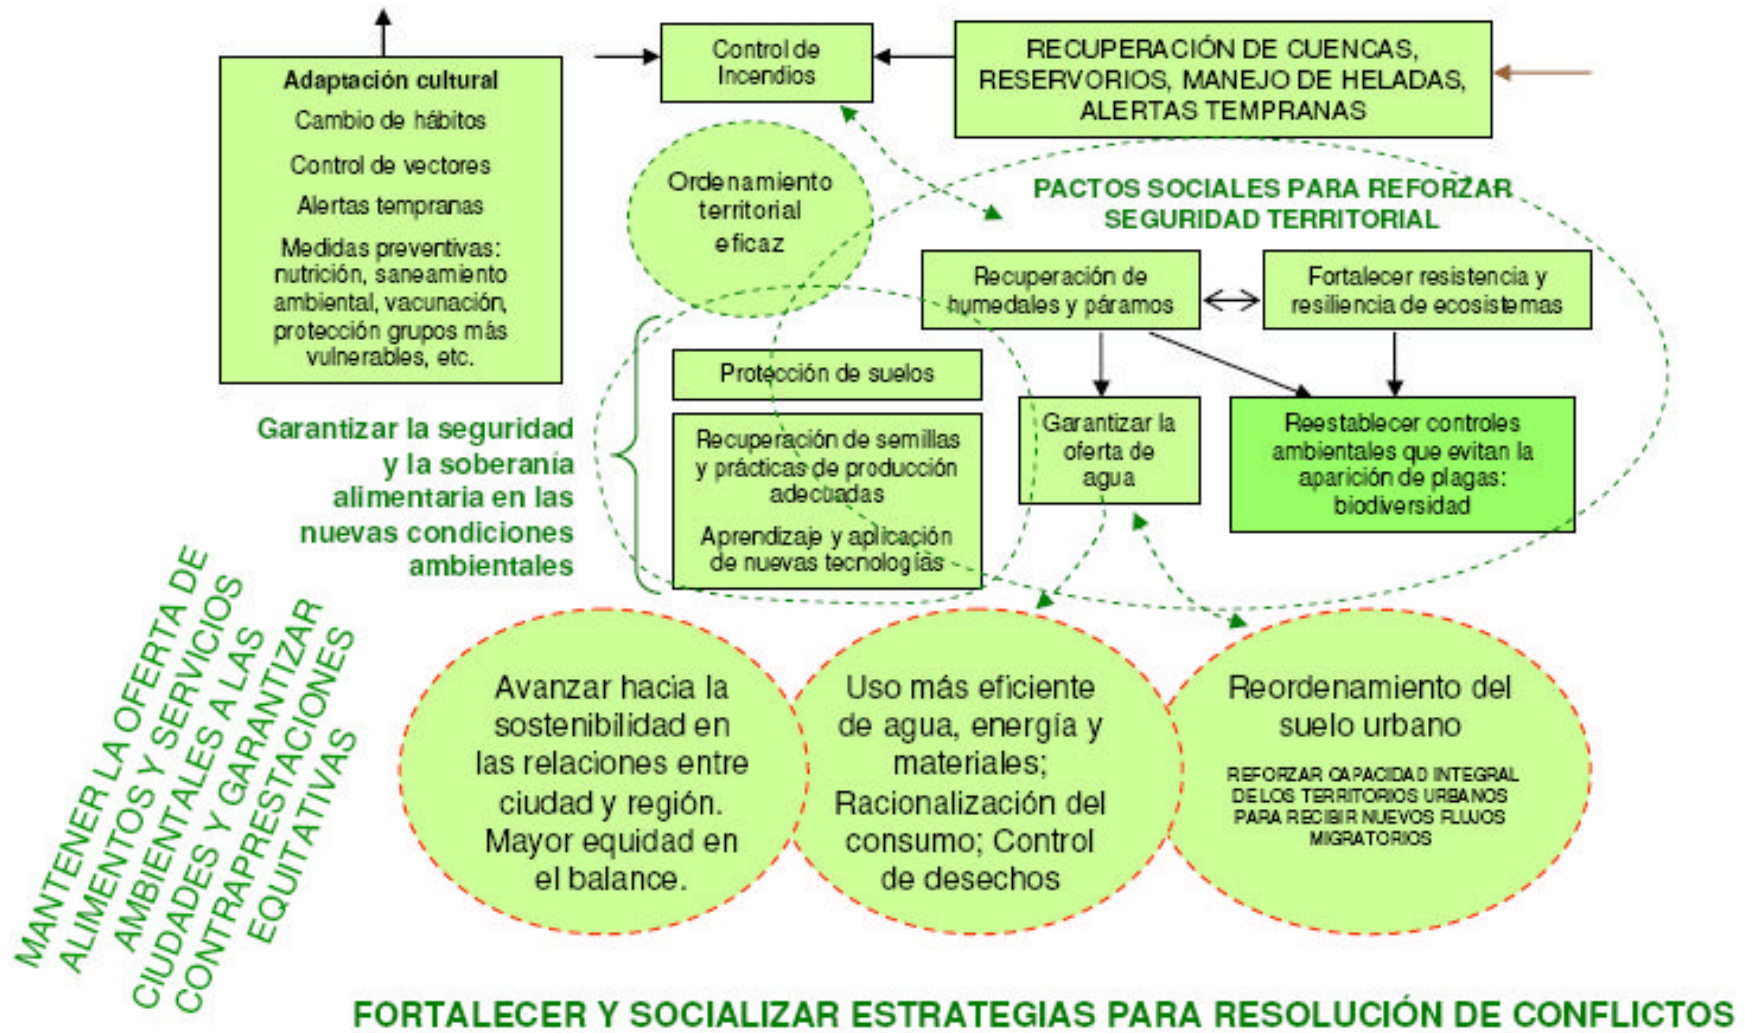 Adaptación cultural
Cambio de hábitos
Control de vectores
Alertas tempranas
Medidas preventivas:
nutrición, saneamiento
ambiental, vacunación,
protección grupos más
vulnerables, etc.
Control de
Incendios
RECUPERACIÓN DE CUENCAS,
RESERVORIOS, MANEJO DE HELADAS,
ALERTAS TEMPRANAS
Ordenamiento
territorial
eficaz
PACTOS SOCIALES PARA REFORZAR
SEGURIDAD TERRITORIAL
Recuperación de
humedales y páramos
Fortalecer resistencia y
resiliencia de ecosistemas
Protección de suelos
Recuperación de semillas
y prácticas de producción
adecuadas
Aprendizaje y aplicación
de nuevas tecnologías
Garantizar la
oferta de
agua
Reestablecer controles
ambientales que evitan la
aparición de plagas:
biodiversidad
Garantizar la seguridad
y la soberanía
alimentaria en las
nuevas condiciones
ambientales
MANTENER LA OFERTA DE
ALIMENTOS Y SERVICIOS
AMBIENTALES A LAS
CIUDADES Y GARANTIZAR
CONTRAPRESTACIONES
EQUITATIVAS
Avanzar hacia la
sostenibilidad en
las relaciones entre
ciudad y región.
Mayor equidad en
el balance.
Uso más eficiente
de agua, energía y
materiales;
Racionalización del
consumo; Control
de desechos
Reordenamiento del
suelo urbano
REFORZAR CAPACIDAD INTEGRAL
DE LOS TERRITORIOS URBANOS
PARA RECIBIR NUEVOS FLUJOS
MIGRATORIOS
FORTALECER Y SOCIALIZAR ESTRATEGIAS PARA RESOLUCIÓN DE CONFLICTOS